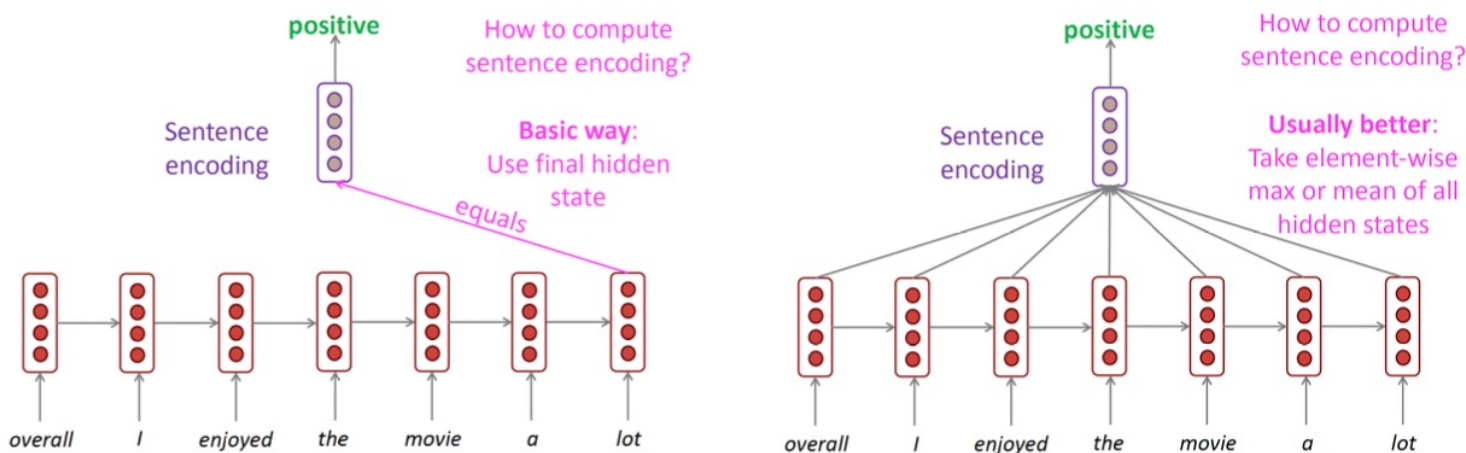 positive
How to compute
sentence encoding?
Sentence
encoding
Basic way:
Use final hidden
state
equals
overall I enjoyed the movie a lot
positive
How to compute
sentence encoding?
Sentence
encoding
Usually better:
Take element-wise
max or mean of all
hidden states
overall I enjoyed the movie a lot